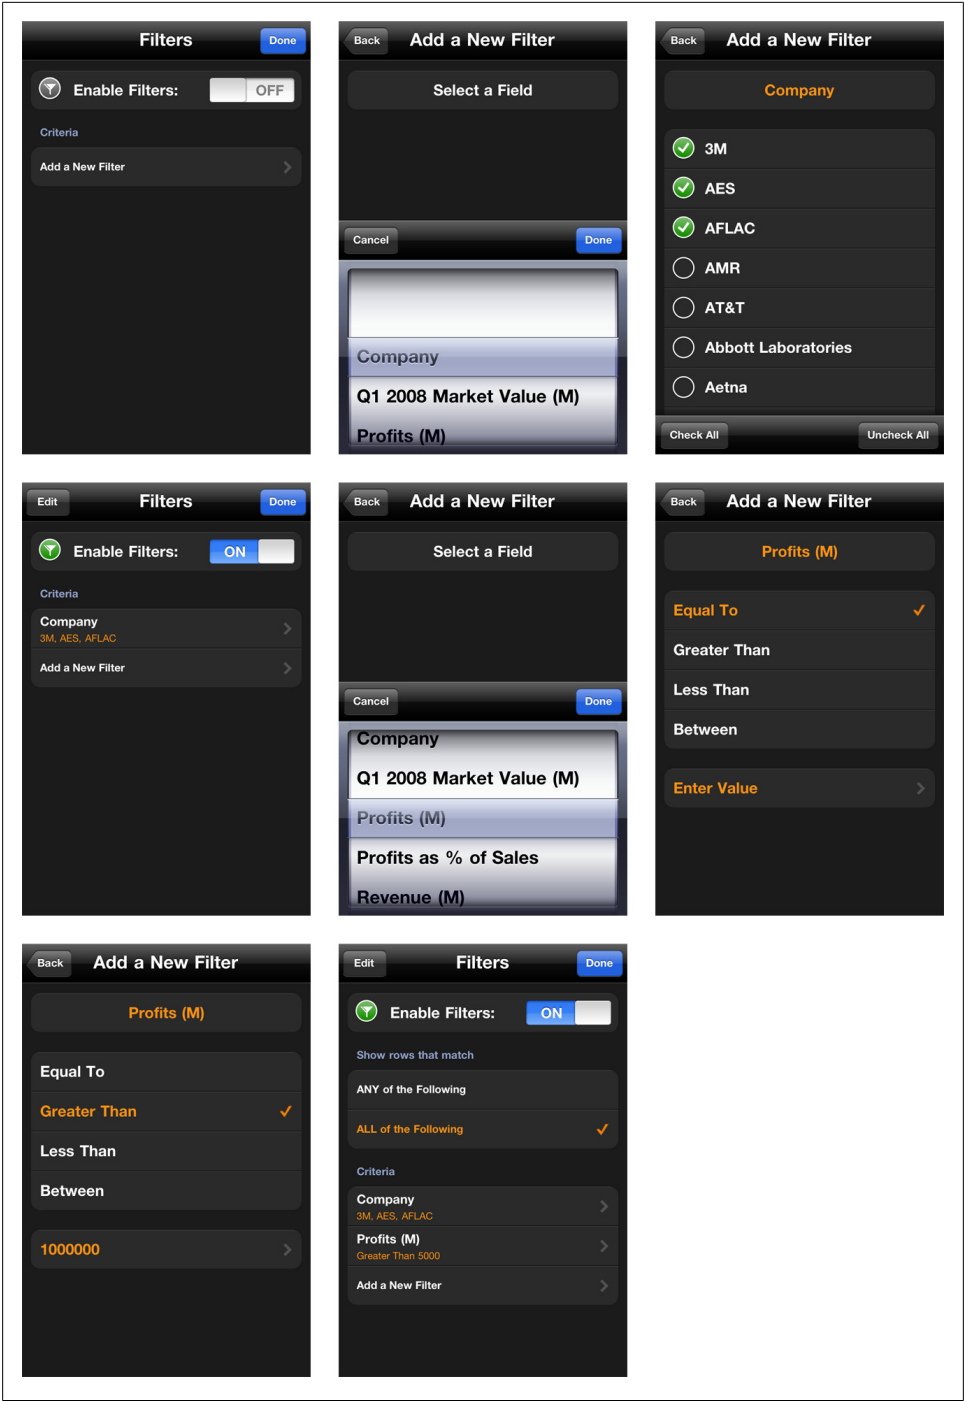 Filters
Done
Enable Filters:
OFF
Criteria
Add a New Filter
Back
Add a New Filter
Select a Field
Cancel
Done
Company
Q1 2008 Market Value (M)
Profits (M)
Back
Add a New Filter
Company
3M
AES
AFLAC
AMR
AT&T
Abbott Laboratories
Aetna
Check All
Uncheck All
Edit
Filters
Done
Enable Filters:
ON
Criteria
Company
3M, AES, AFLAC
Add a New Filter
Back
Add a New Filter
Select a Field
Cancel
Done
Company
Q1 2008 Market Value (M)
Profits (M)
Profits as % of Sales
Revenue (M)
Back
Add a New Filter
Profits (M)
Equal To
Greater Than
Less Than
Between
Enter Value
Back
Add a New Filter
Profits (M)
Equal To
Greater Than
Less Than
Between
1000000
Edit
Filters
Done
Enable Filters:
ON
Show rows that match
ANY of the Following
ALL of the Following
Criteria
Company
3M, AES, AFLAC
Profits (M)
Greater Than 5000
Add a New Filter